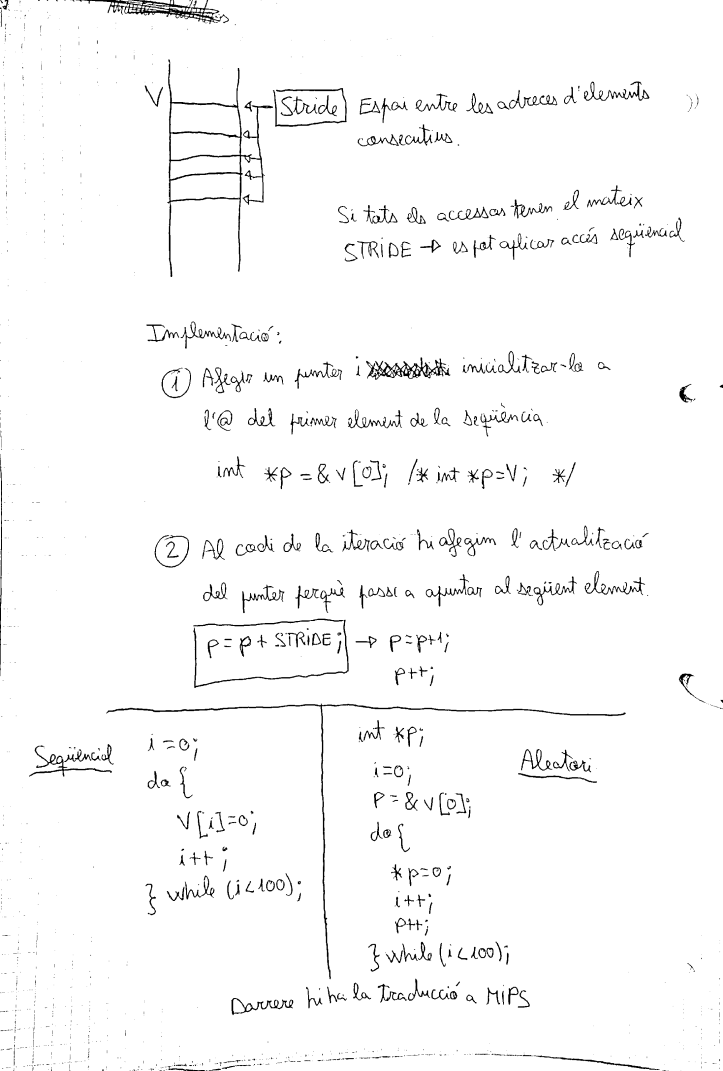 V
Stride Espai entre les adreces d'elements
consecutius.
Si tots els accessos tenen el mateix
STRIDE → es pot aplicar accés seqüencial
Implementació:
1 Afegir un punter i inicialitzar-lo a
l'@ del primer element de la seqüència.
int *p = & v[0]; /* int *p=V; */
2 Al codi de la iteració hi afegim l'actualització
del punter perquè passi a apuntar al següent element.
p = p + STRIDE; → p=p+1;
p++;
Seqüencial
i=0;
do {
V[i]=0;
i++;
} while (i<100);
Aleatori
int *p;
i=0;
p = & v[0];
do {
*p=0;
i++;
p++;
} while (i<100);
Darrere hi ha la traducció a MIPS